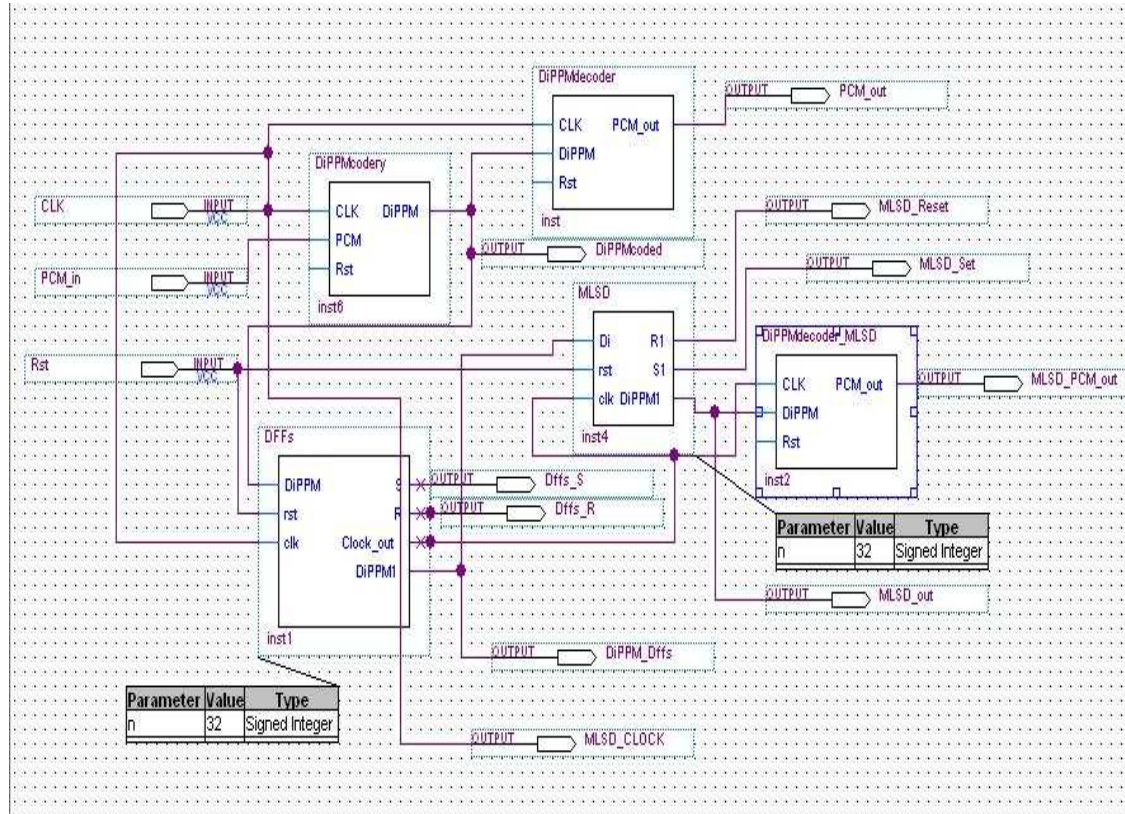 DiPPMdecoder
OUTPUT PCM_out
CLK PCM_out
DiPPM
Rst
inst
DiPPMcodery
CLK INPUT VCC
CLK DiPPM
PCM
Rst
inst6
PCM_in INPUT VCC
OUTPUT DiPPMcoded
OUTPUT MLSD_Reset
OUTPUT MLSD_Set
MLSD
Di R1
rst S1
clk DiPPM1
inst4
DiPPMdecoder_MLSD
CLK PCM_out
DiPPM
Rst
inst2
OUTPUT MLSD_PCM_out
Rst INPUT VCC
DFFs
DiPPM S
rst R
clk Clock_out
DiPPM1
inst1
OUTPUT Dffs_S
OUTPUT Dffs_R
Parameter Value Type
n 32 Signed Integer
OUTPUT MLSD_out
OUTPUT DiPPM_Dffs
Parameter Value Type
n 32 Signed Integer
OUTPUT MLSD_CLOCK